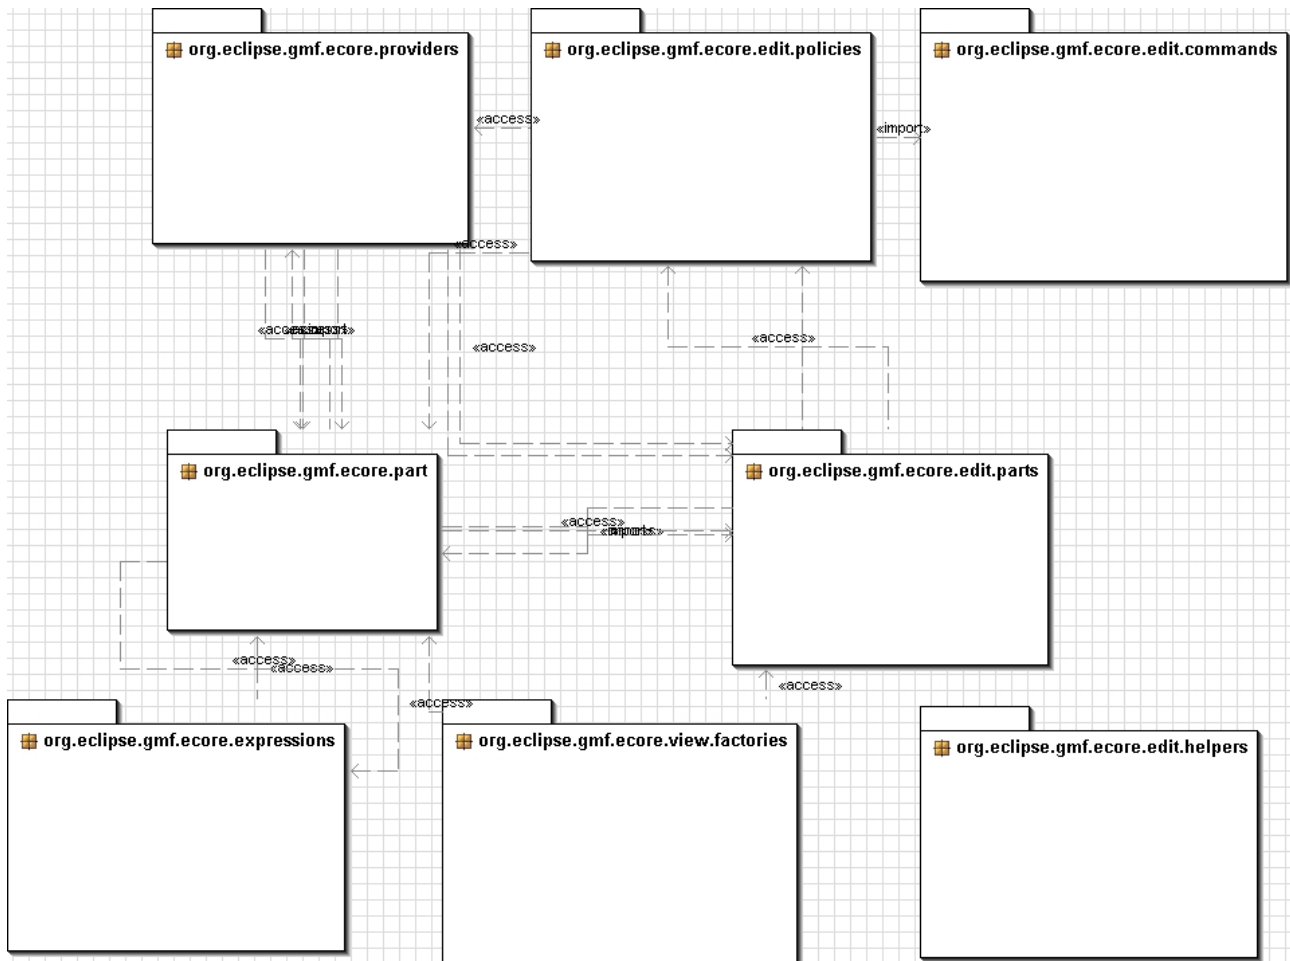 org.eclipse.gmf.ecore.providers
org.eclipse.gmf.ecore.edit.policies
org.eclipse.gmf.ecore.edit.commands
«access»
«import»
«access»
«access»
«access»
«access»
org.eclipse.gmf.ecore.part
org.eclipse.gmf.ecore.edit.parts
«access»
«access»
«access»
«access»
«access»
org.eclipse.gmf.ecore.expressions
org.eclipse.gmf.ecore.view.factories
org.eclipse.gmf.ecore.edit.helpers